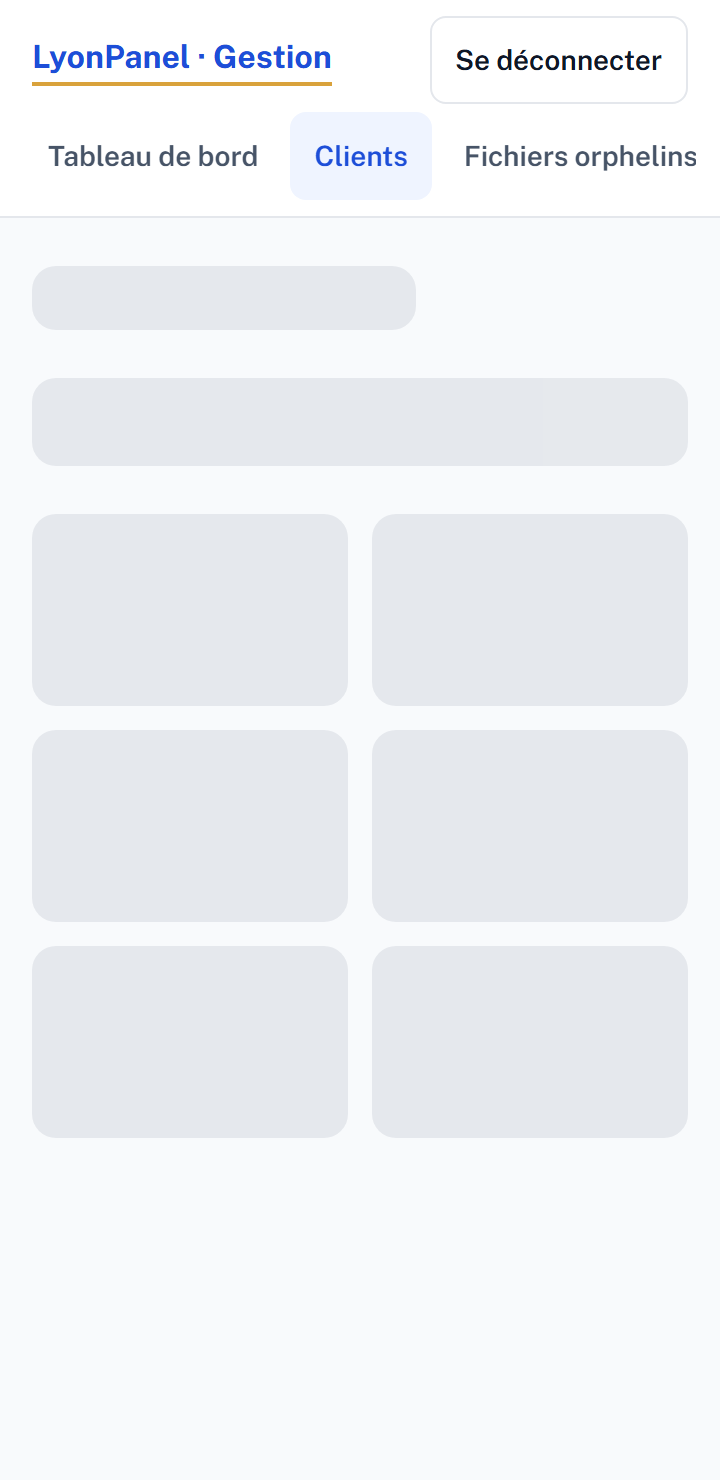 LyonPanel · Gestion
Se déconnecter
Tableau de bord
Clients
Fichiers orphelins